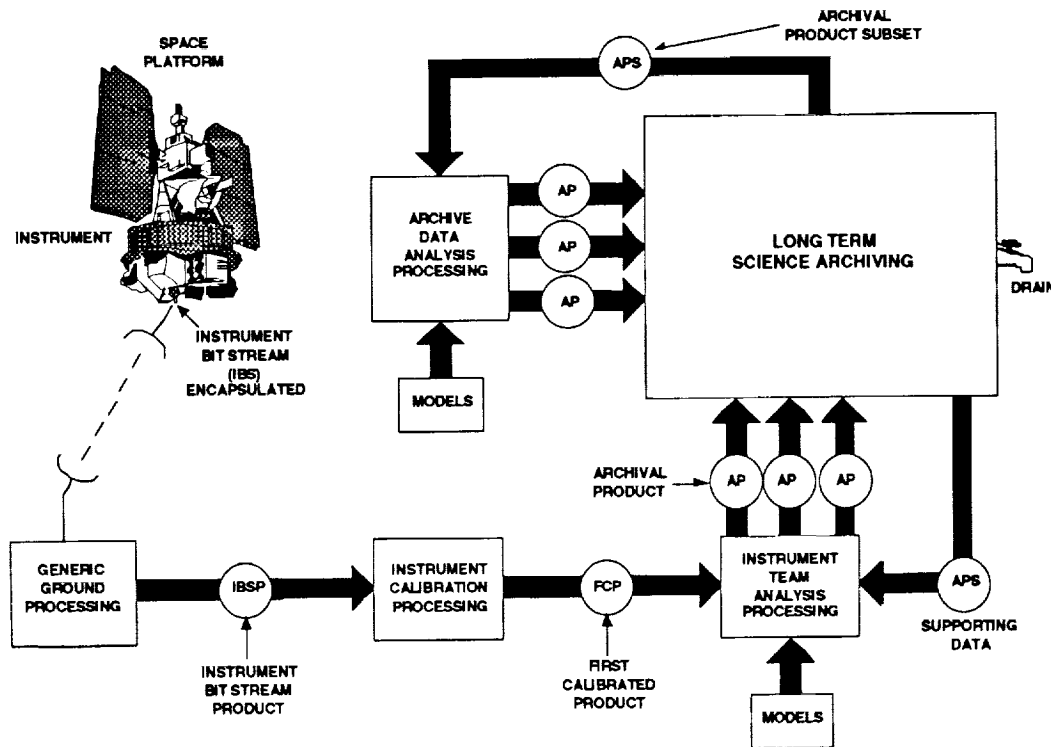 ARCHIVAL
PRODUCT SUBSET
SPACE
PLATFORM
APS
INSTRUMENT
ARCHIVE
DATA
ANALYSIS
PROCESSING
AP
AP
AP
LONG TERM
SCIENCE ARCHIVING
DRAIN
INSTRUMENT
BIT STREAM
(IBS)
ENCAPSULATED
MODELS
ARCHIVAL
PRODUCT
AP
AP
AP
GENERIC
GROUND
PROCESSING
IBSP
INSTRUMENT
CALIBRATION
PROCESSING
FCP
INSTRUMENT
TEAM
ANALYSIS
PROCESSING
APS
SUPPORTING
DATA
INSTRUMENT
BIT STREAM
PRODUCT
FIRST
CALIBRATED PRODUCT
MODELS